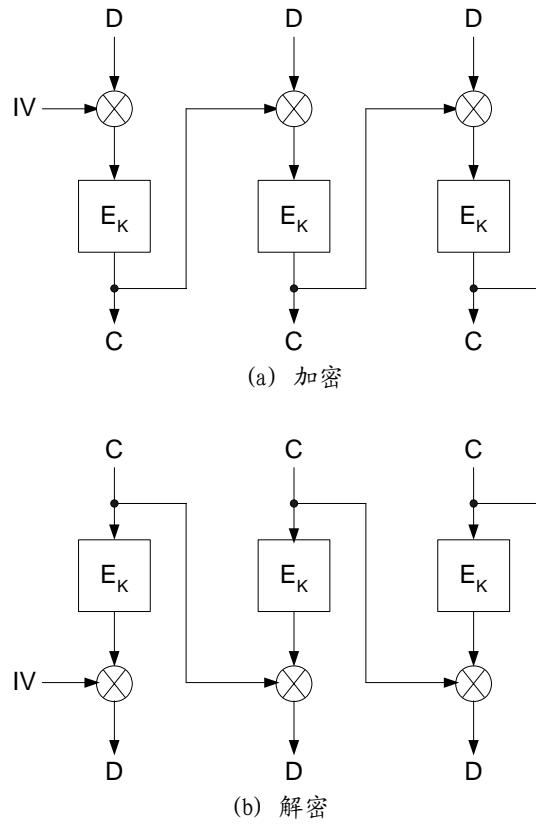 D D D
IV
E_K E_K E_K
C C C
(a) 加密
C C C
E_K E_K E_K
IV
D D D
(b) 解密